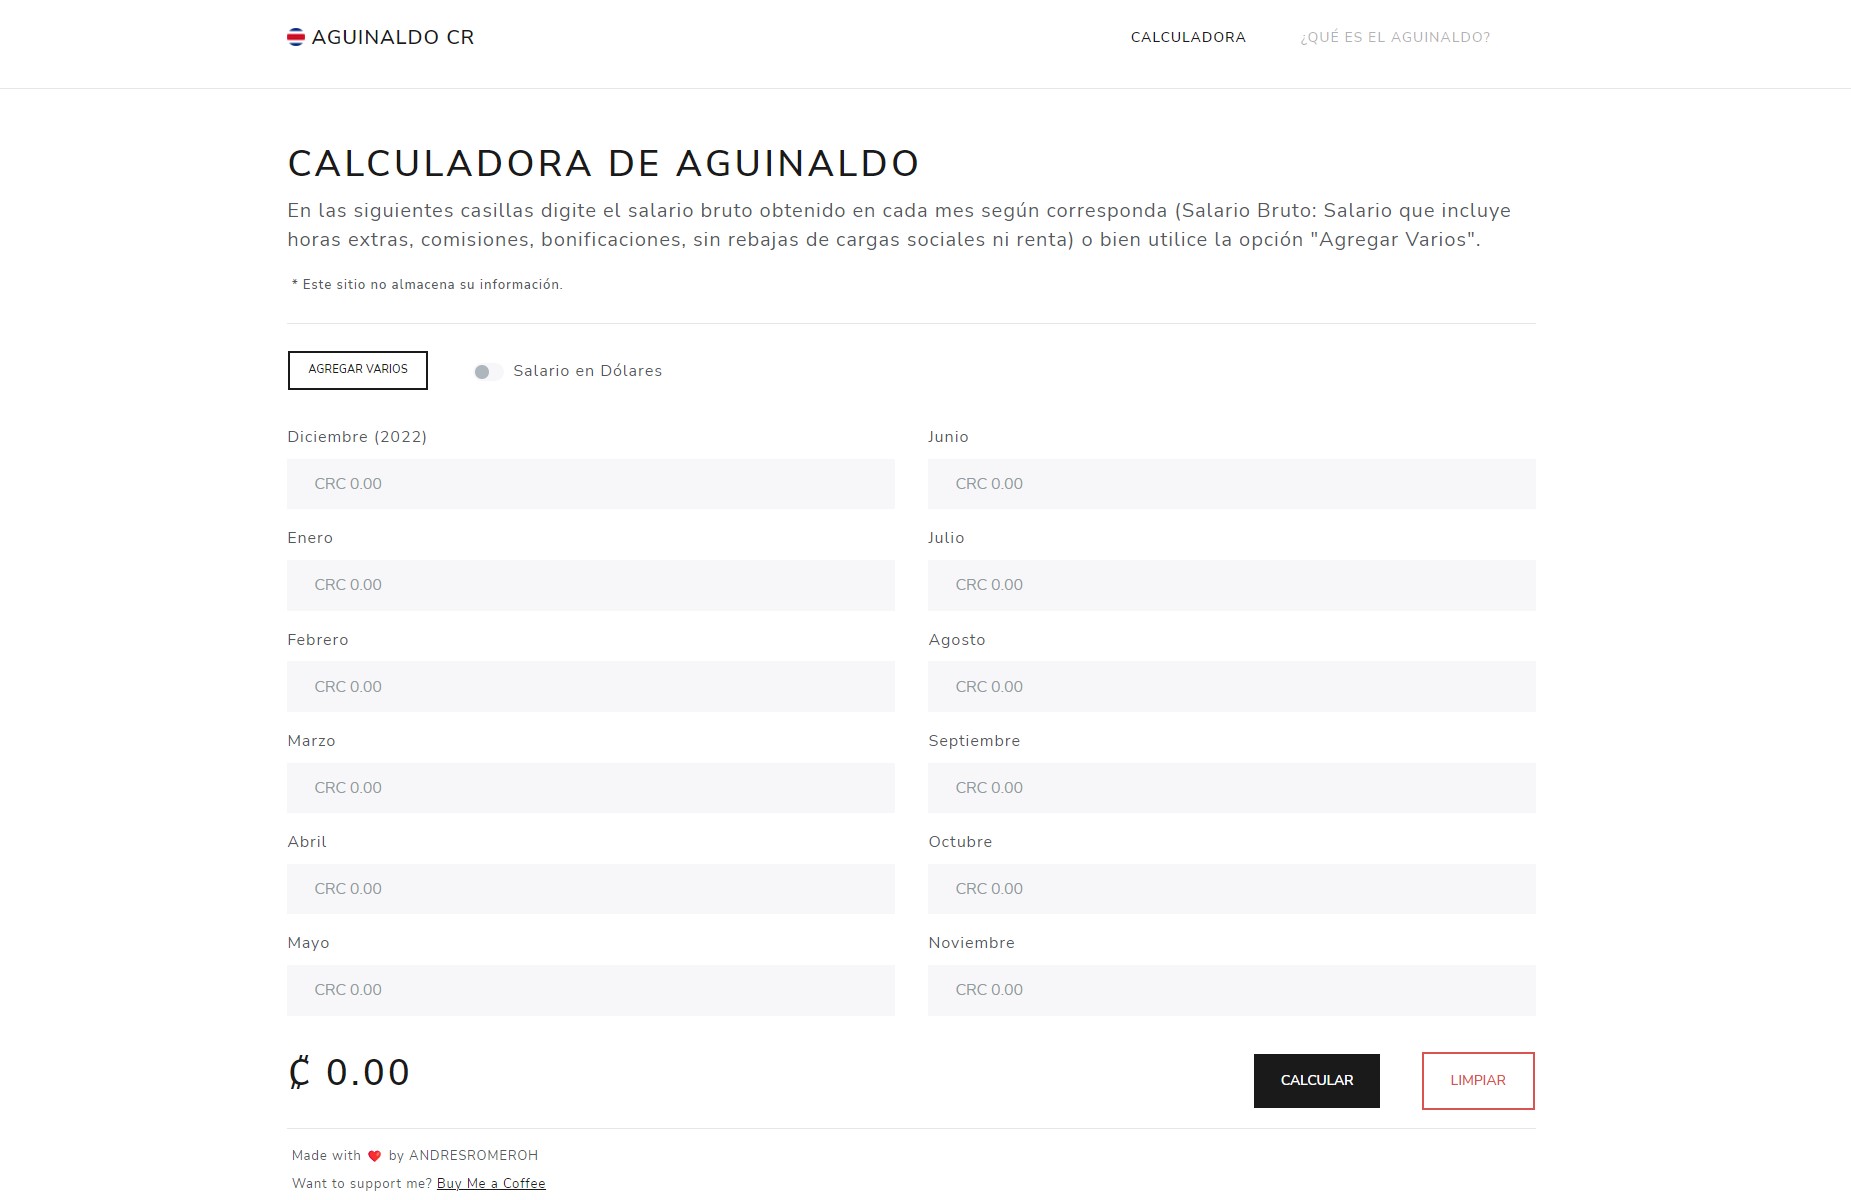 AGUINALDO CR
CALCULADORA
¿QUÉ ES EL AGUINALDO?
CALCULADORA DE AGUINALDO
En las siguientes casillas digite el salario bruto obtenido en cada mes según corresponda (Salario Bruto: Salario que incluye
horas extras, comisiones, bonificaciones, sin rebajas de cargas sociales ni renta) o bien utilice la opción "Agregar Varios".
* Este sitio no almacena su información.
AGREGAR VARIOS
Salario en Dólares
Diciembre (2022)
CRC 0.00
Enero
CRC 0.00
Febrero
CRC 0.00
Marzo
CRC 0.00
Abril
CRC 0.00
Mayo
CRC 0.00
Junio
CRC 0.00
Julio
CRC 0.00
Agosto
CRC 0.00
Septiembre
CRC 0.00
Octubre
CRC 0.00
Noviembre
CRC 0.00
₡ 0.00
CALCULAR
LIMPIAR
Made with ❤️ by ANDRESROMEROH
Want to support me? Buy Me a Coffee